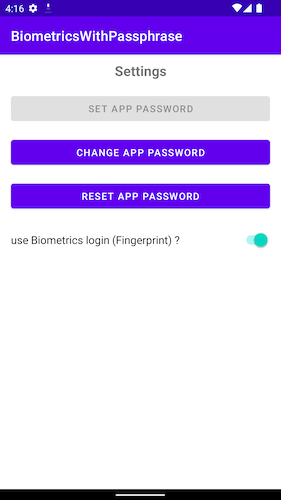 4:16
BiometricsWithPassphrase
Settings
SET APP PASSWORD
CHANGE APP PASSWORD
RESET APP PASSWORD
use Biometrics login (Fingerprint) ?